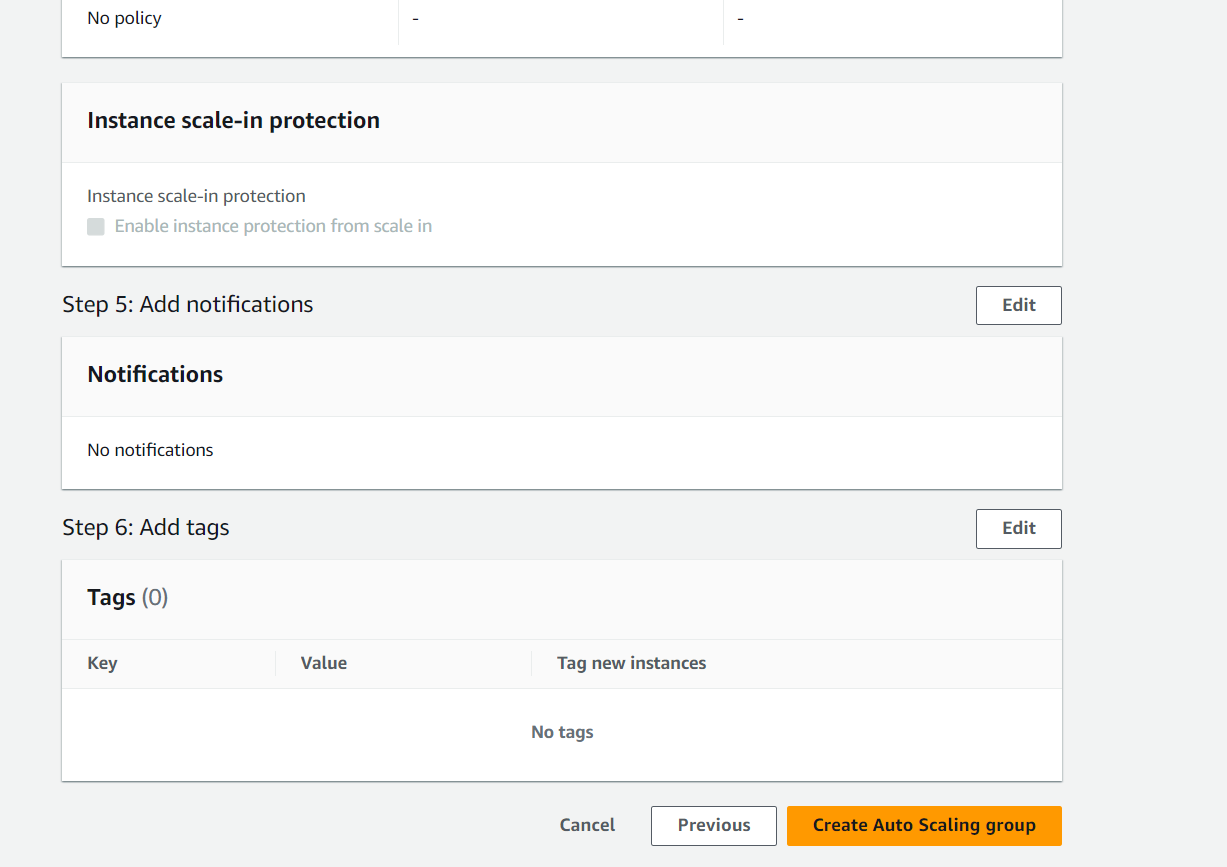 No policy - -
Instance scale-in protection
Instance scale-in protection
Enable instance protection from scale in
Step 5: Add notifications Edit
Notifications
No notifications
Step 6: Add tags Edit
Tags (0)
Key Value Tag new instances
No tags
Cancel Previous Create Auto Scaling group